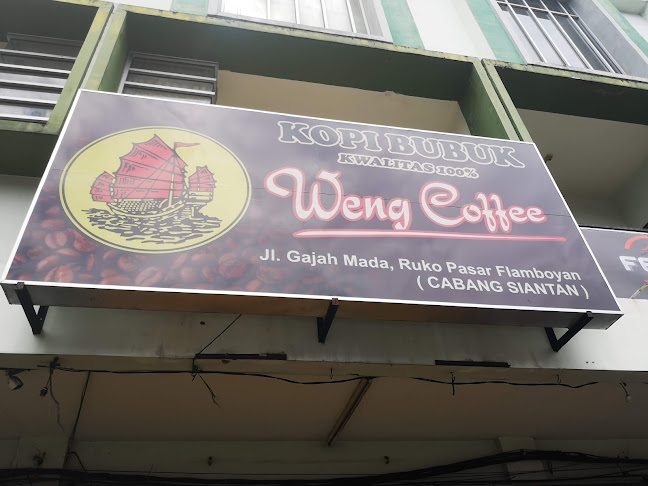 KOPI BUBUK
KWALITAS 100%
Weng Coffee
Jl. Gajah Mada, Ruko Pasar Flamboyan
( CABANG SIANTAN )